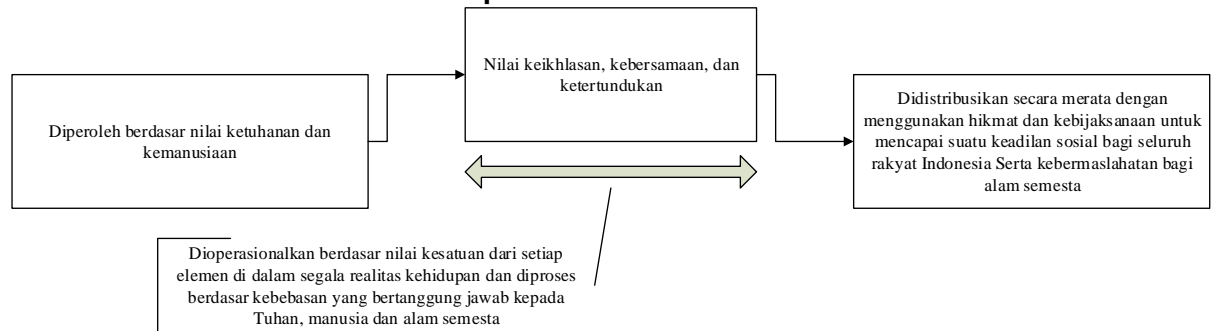 Diperoleh berdasar nilai ketuhanan dan
kemanusiaan
Nilai keikhlasan, kebersamaan, dan
ketertundukan
Didistribusikan secara merata dengan
menggunakan hikmat dan kebijaksanaan untuk
mencapai suatu keadilan sosial bagi seluruh
rakyat Indonesia Serta kebermaslahatan bagi
alam semesta
Dioperasionalkan berdasar nilai kesatuan dari setiap
elemen di dalam segala realitas kehidupan dan diproses
berdasar kebebasan yang bertanggung jawab kepada
Tuhan, manusia dan alam semesta